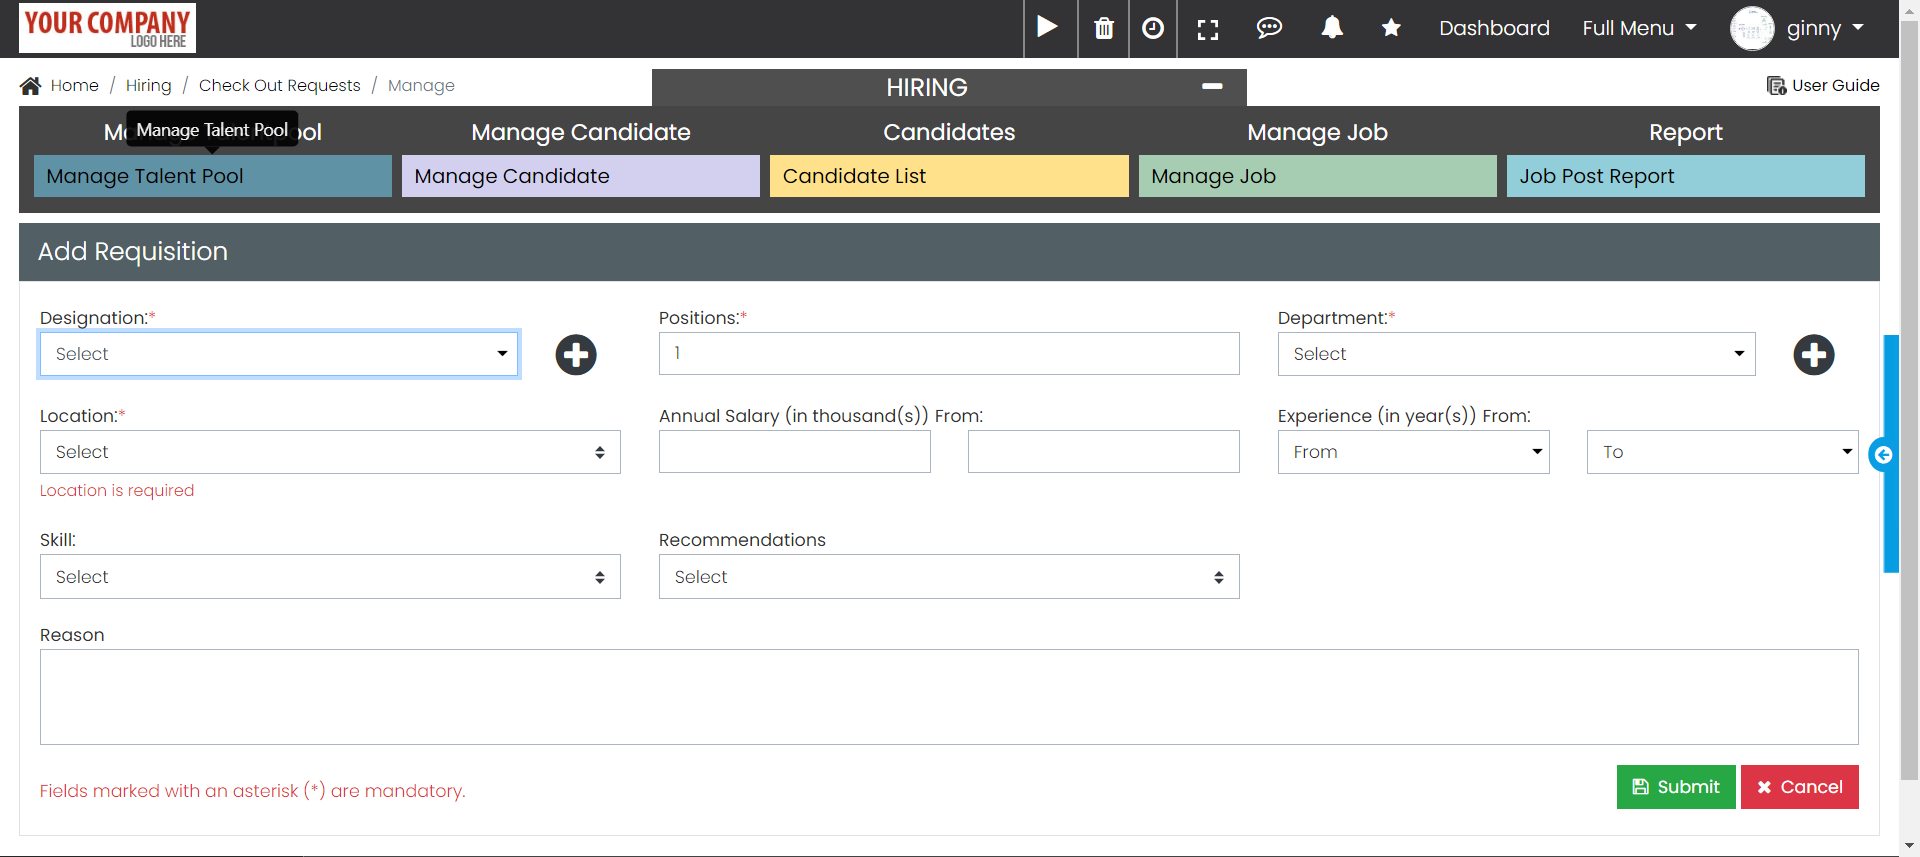 YOUR COMPANY
LOGO HERE
Dashboard
Full Menu
ginny
Home / Hiring / Check Out Requests / Manage
HIRING
User Guide
Manage Talent Pool
Manage Candidate
Candidates
Manage Job
Report
Manage Talent Pool
Manage Candidate
Candidate List
Manage Job
Job Post Report
Add Requisition
Designation:*
Positions:*
Department:*
Select
1
Select
Location:*
Annual Salary (in thousand(s)) From:
Experience (in year(s)) From:
Select
From
To
Location is required
Skill:
Recommendations
Select
Select
Reason
Fields marked with an asterisk (*) are mandatory.
Submit
Cancel